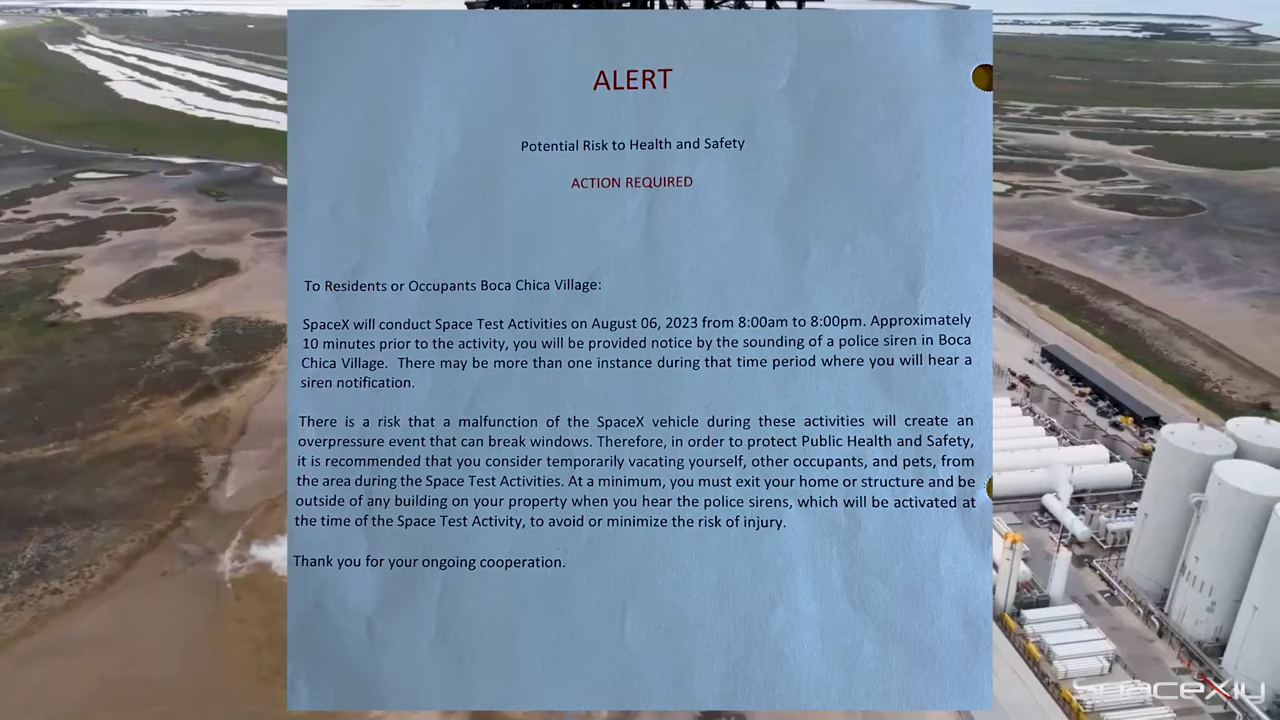 ALERT
Potential Risk to Health and Safety
ACTION REQUIRED
To Residents or Occupants Boca Chica Village:
SpaceX will conduct Space Test Activities on August 06, 2023 from 8:00am to 8:00pm. Approximately
10 minutes prior to the activity, you will be provided notice by the sounding of a police siren in Boca
Chica Village. There may be more than one instance during that time period where you will hear a
siren notification.
There is a risk that a malfunction of the SpaceX vehicle during these activities will create an
overpressure event that can break windows. Therefore, in order to protect Public Health and Safety,
it is recommended that you consider temporarily vacating yourself, other occupants, and pets, from
the area during the Space Test Activities. At a minimum, you must exit your home or structure and be
outside of any building on your property when you hear the police sirens, which will be activated at
the time of the Space Test Activity, to avoid or minimize the risk of injury.
Thank you for your ongoing cooperation.
SpaceXiy